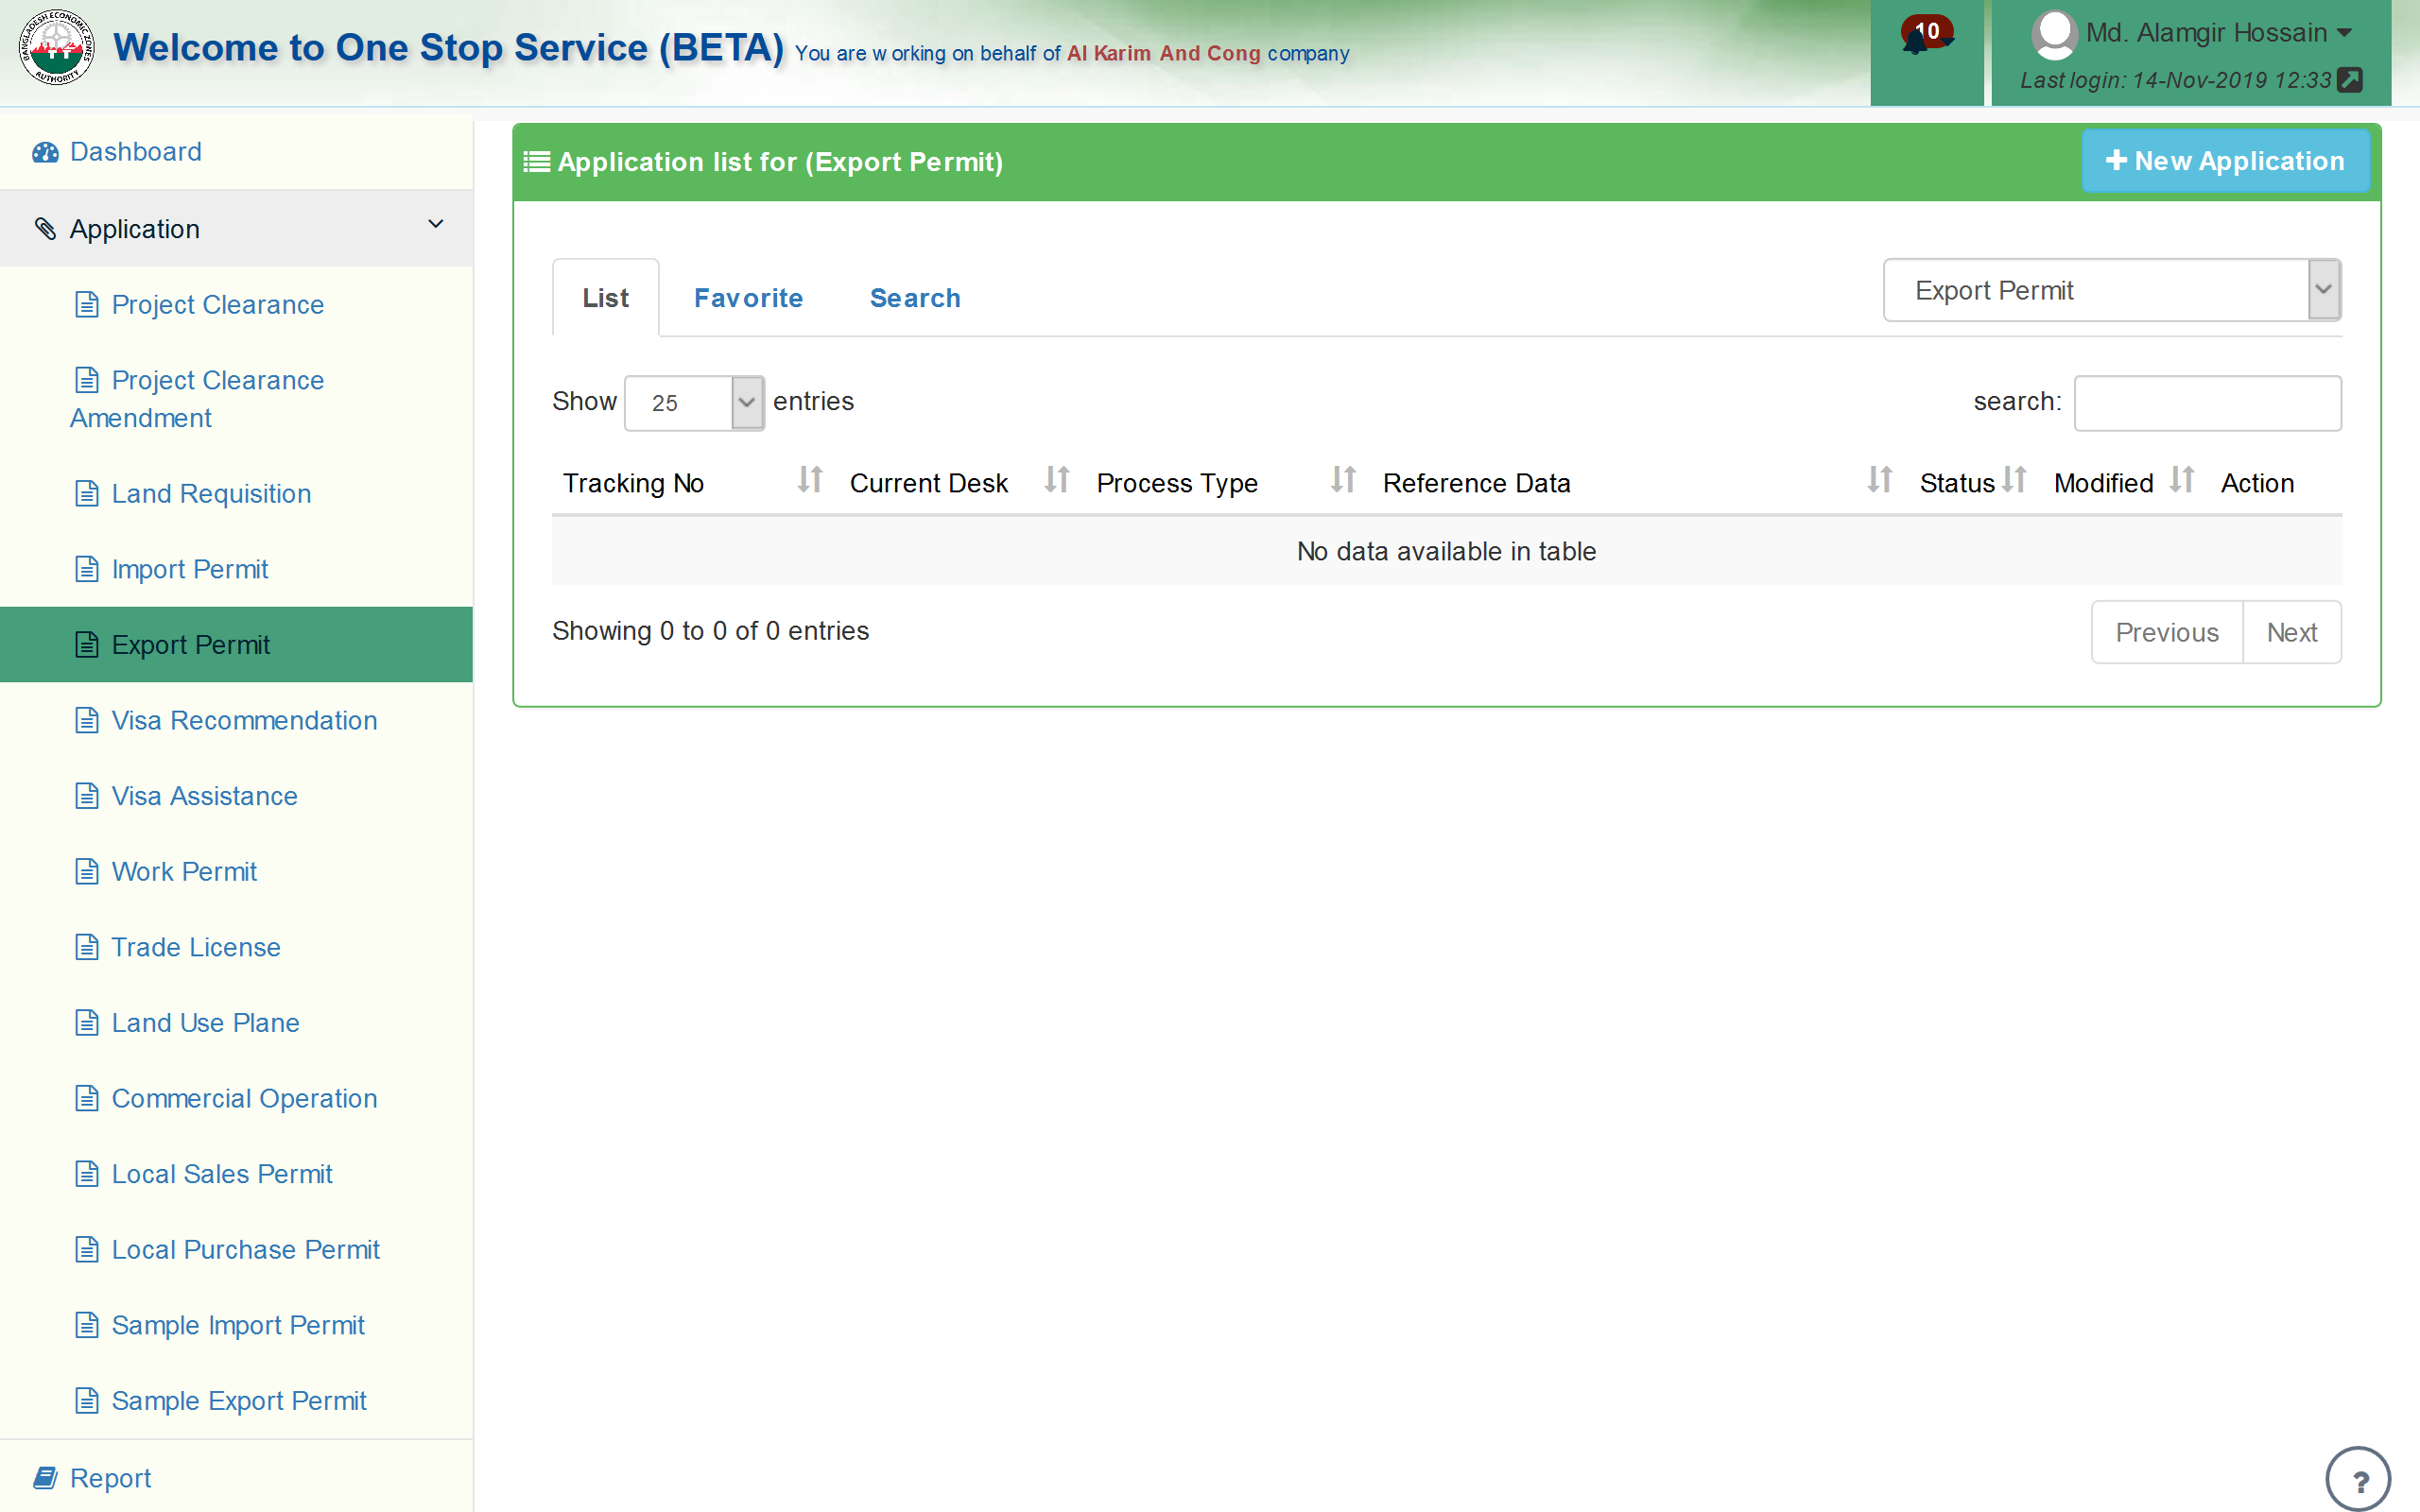 BANGLADESH ECONOMIC ZONES AUTHORITY
Welcome to One Stop Service (BETA) You are working on behalf of Al Karim And Cong company
10
Md. Alamgir Hossain
Last login: 14-Nov-2019 12:33
Dashboard
Application
Project Clearance
Project Clearance
Amendment
Land Requisition
Import Permit
Export Permit
Visa Recommendation
Visa Assistance
Work Permit
Trade License
Land Use Plane
Commercial Operation
Local Sales Permit
Local Purchase Permit
Sample Import Permit
Sample Export Permit
Report
Application list for (Export Permit)
New Application
List Favorite Search
Export Permit
Show 25 entries
search:
Tracking No Current Desk Process Type Reference Data Status Modified Action
No data available in table
Showing 0 to 0 of 0 entries
Previous Next
?